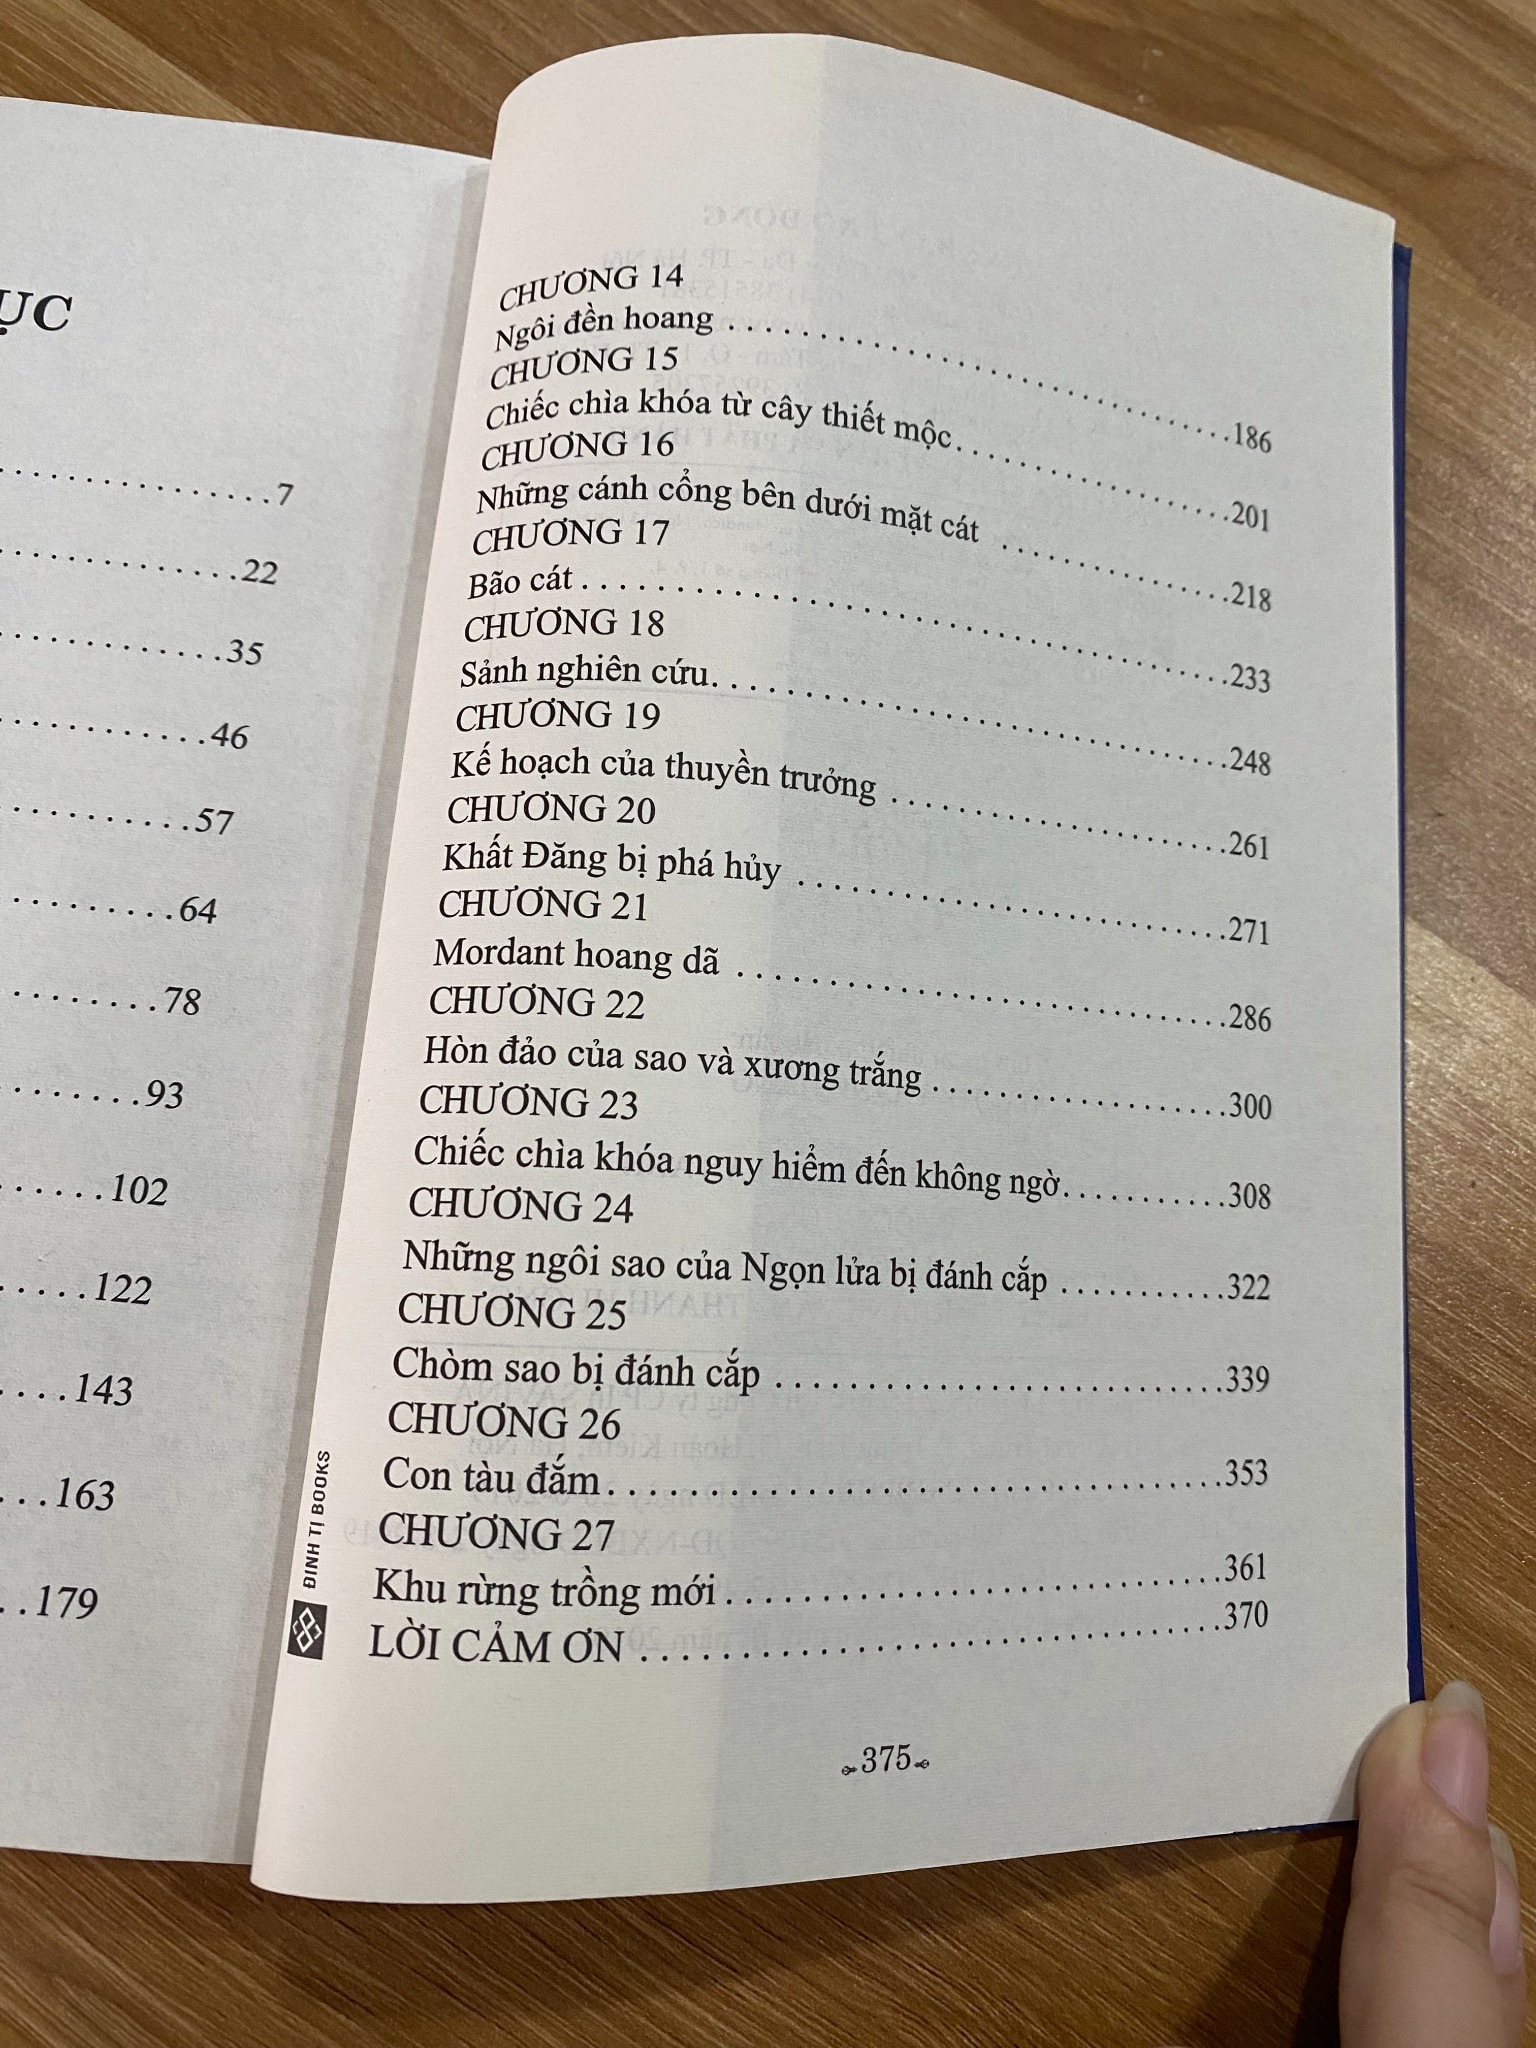 7
22
35
46
57
64
78
93
102
122
143
163
179
CHƯƠNG 14
Ngôi đền hoang . . . . . . . . . . . . . . . . . . . . . . . . . . . . .186
CHƯƠNG 15
Chiếc chìa khóa từ cây thiết mộc. . . . . . . . . . . . . . . .201
CHƯƠNG 16
Những cánh cổng bên dưới mặt cát . . . . . . . . . . . . .218
CHƯƠNG 17
Bão cát . . . . . . . . . . . . . . . . . . . . . . . . . . . . . . . . . . .233
CHƯƠNG 18
Sảnh nghiên cứu. . . . . . . . . . . . . . . . . . . . . . . . . . . .248
CHƯƠNG 19
Kế hoạch của thuyền trưởng . . . . . . . . . . . . . . . . . .261
CHƯƠNG 20
Khất Đăng bị phá hủy . . . . . . . . . . . . . . . . . . . . . . .271
CHƯƠNG 21
Mordant hoang dã . . . . . . . . . . . . . . . . . . . . . . . . . .286
CHƯƠNG 22
Hòn đảo của sao và xương trắng . . . . . . . . . . . . . . .300
CHƯƠNG 23
Chiếc chìa khóa nguy hiểm đến không ngờ. . . . . . . . .308
CHƯƠNG 24
Những ngôi sao của Ngọn lửa bị đánh cắp . . . . . . . . .322
CHƯƠNG 25
Chòm sao bị đánh cắp . . . . . . . . . . . . . . . . . . . . . . .339
CHƯƠNG 26
Con tàu đắm. . . . . . . . . . . . . . . . . . . . . . . . . . . . . . .353
CHƯƠNG 27
Khu rừng trồng mới . . . . . . . . . . . . . . . . . . . . . . . . .361
LỜI CẢM ƠN . . . . . . . . . . . . . . . . . . . . . . . . . . . . .370
ĐINH TỊ BOOKS
375